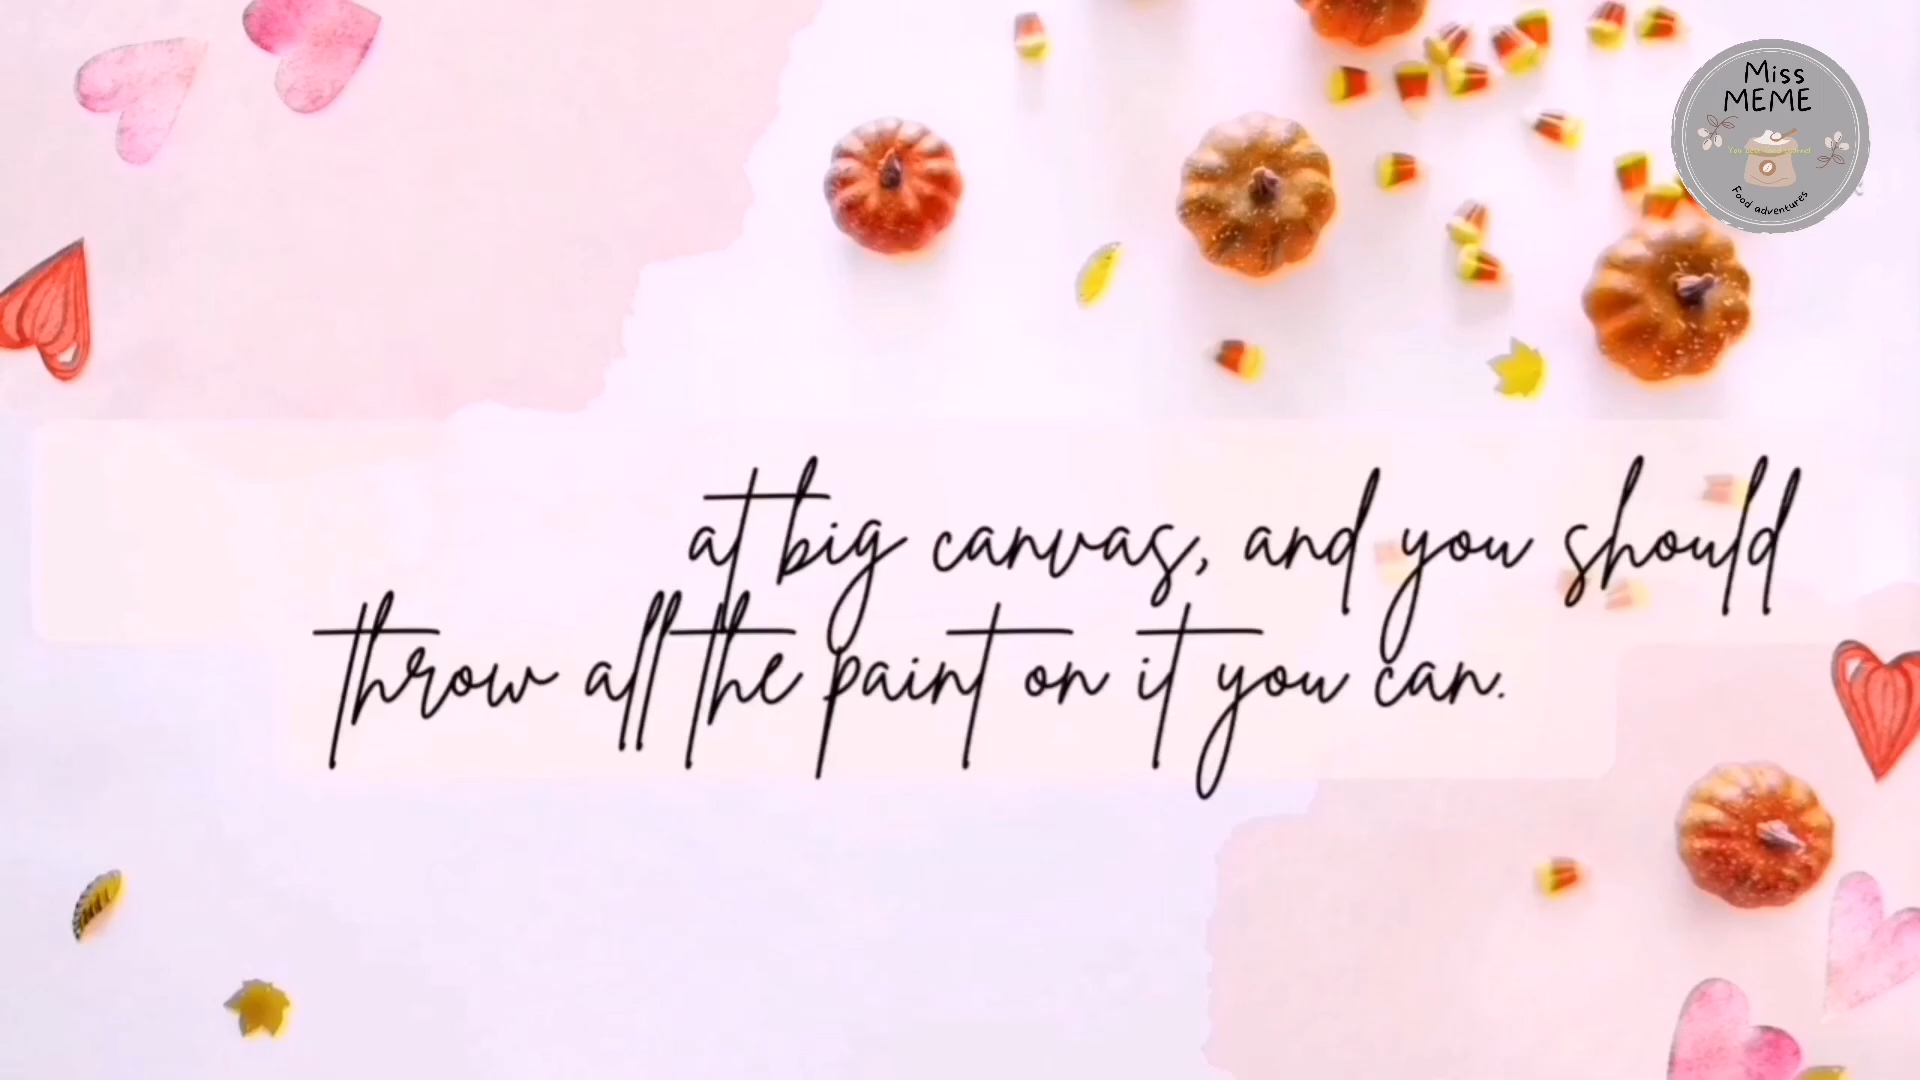 Miss
MEME
Food adventures
at big canvas, and you should
throw all the paint on it you can.